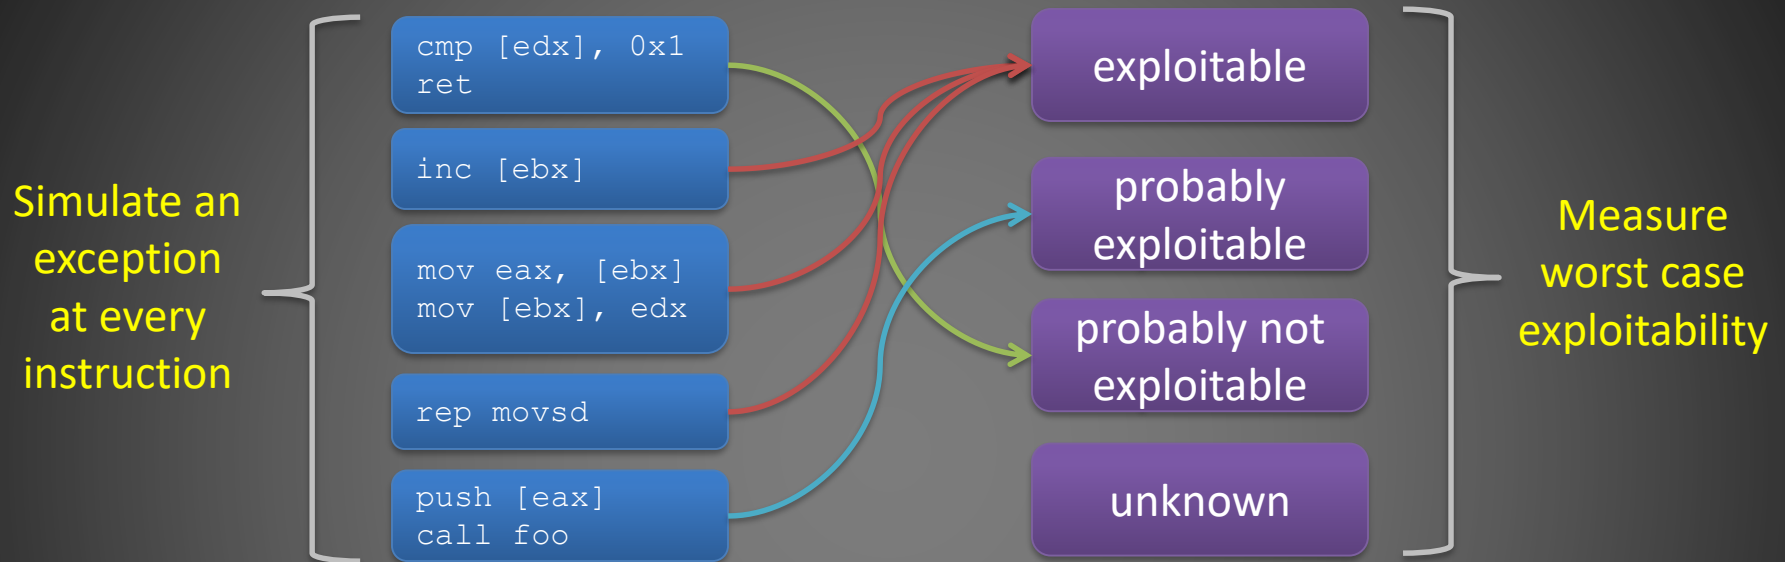 Simulate an
exception
at every
instruction
cmp [edx], 0x1
ret
inc [ebx]
mov eax, [ebx]
mov [ebx], edx
rep movsd
push [eax]
call foo
exploitable
probably
exploitable
probably not
exploitable
unknown
Measure
worst case
exploitability